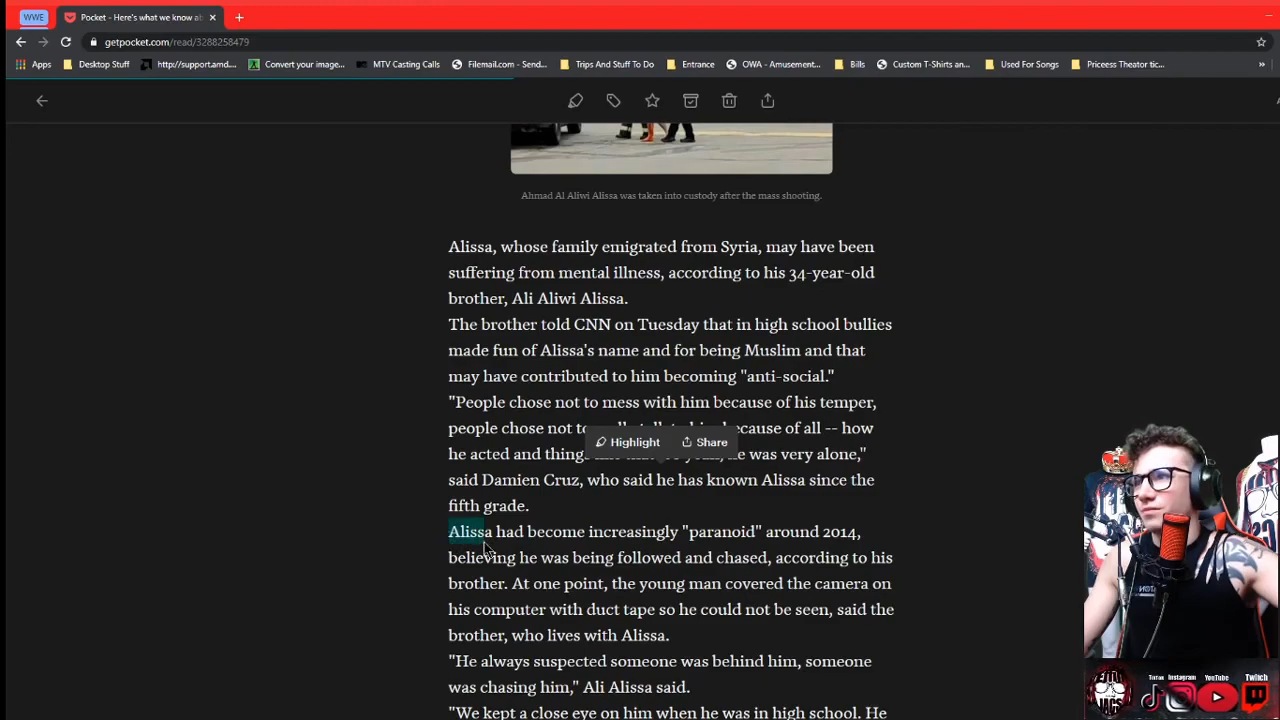 WWE
Pocket - Here's what we know ab
getpocket.com/read/3288258479
Apps
Desktop Stuff
http://support.amd...
Convert your image...
MTV Casting Calls
Filemail.com - Send...
Trips And Stuff To Do
Entrance
OWA - Amusement...
Bills
Custom T-Shirts an...
Used For Songs
Priceess Theator tic...
Ahmad Al Aliwi Alissa was taken into custody after the mass shooting.
Alissa, whose family emigrated from Syria, may have been
suffering from mental illness, according to his 34-year-old
brother, Ali Aliwi Alissa.
The brother told CNN on Tuesday that in high school bullies
made fun of Alissa's name and for being Muslim and that
may have contributed to him becoming "anti-social."
"People chose not to mess with him because of his temper,
people chose not to because of all -- how
Highlight Share
he acted and things he was very alone,"
said Damien Cruz, who said he has known Alissa since the
fifth grade.
Alissa had become increasingly "paranoid" around 2014,
believing he was being followed and chased, according to his
brother. At one point, the young man covered the camera on
his computer with duct tape so he could not be seen, said the
brother, who lives with Alissa.
"He always suspected someone was behind him, someone
was chasing him," Ali Alissa said.
"We kept a close eye on him when he was in high school. He
TikTok Instagram YouTube Twitch